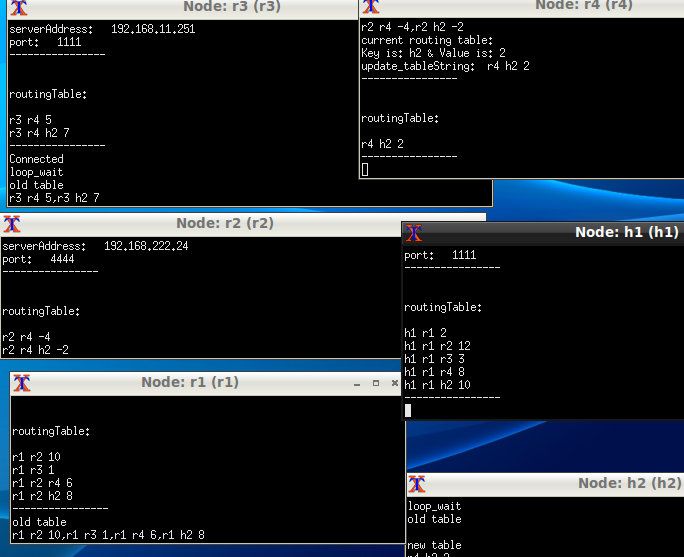 Node: r3 (r3)
serverAddress:   192.168.11.251
port:   1111
----------------
routingTable:
r3 r4 5
r3 r4 h2 7
----------------
Connected
loop_wait
old table
r3 r4 5,r3 h2 7
Node: r4 (r4)
r2 r4 -4,r2 h2 -2
current routing table:
Key is: h2 & Value is: 2
update_tableString:  r4 h2 2
----------------
routingTable:
r4 h2 2
----------------
Node: r2 (r2)
serverAddress:   192.168.222.24
port:   4444
----------------
routingTable:
r2 r4 -4
r2 r4 h2 -2
Node: h1 (h1)
port:   1111
----------------
routingTable:
h1 r1 2
h1 r1 r2 12
h1 r1 r3 3
h1 r1 r4 8
h1 r1 h2 10
----------------
Node: r1 (r1)
routingTable:
r1 r2 10
r1 r3 1
r1 r2 r4 6
r1 r2 h2 8
----------------
old table
r1 r2 10,r1 r3 1,r1 r4 6,r1 h2 8
Node: h2 (h2)
loop_wait
old table
new table